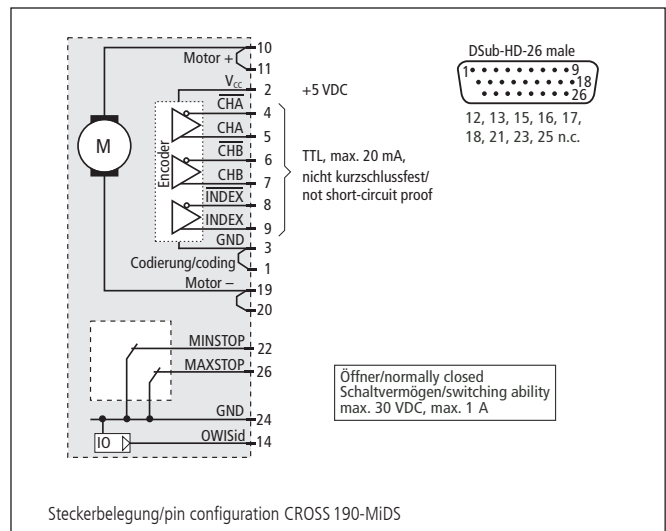 Motor +
10
11
V̅CC
2
+5 VDC
C̅H̅A̅
4
CHA
5
C̅H̅B̅
6
CHB
7
I̅N̅D̅E̅X̅
8
INDEX
9
GND
3
Codierung/coding
1
Motor –
19
20
M
Encoder
TTL, max. 20 mA,
nicht kurzschlussfest/
not short-circuit proof
DSub-HD-26 male
1
9
18
26
12, 13, 15, 16, 17,
18, 21, 23, 25 n.c.
MINSTOP
22
MAXSTOP
26
GND
24
IO
OWISid
14
Öffner/normally closed
Schaltvermögen/switching ability
max. 30 VDC, max. 1 A
Steckerbelegung/pin configuration CROSS 190-MiDS